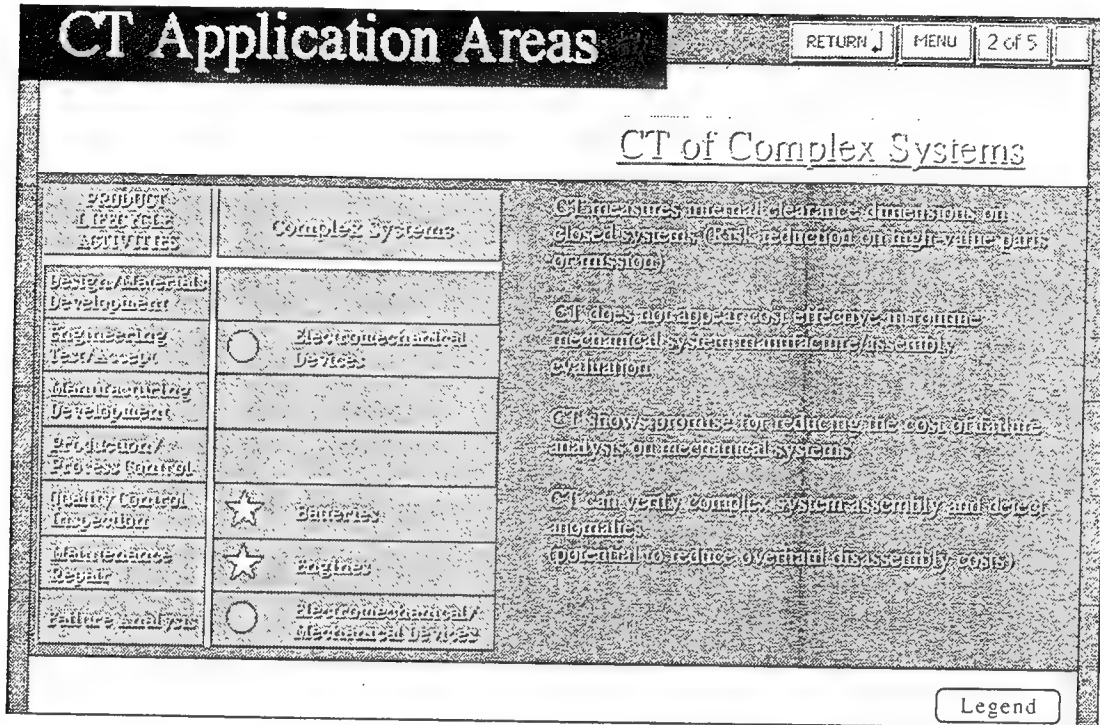 CT Application Areas
RETURN
MENU
2 of 5
CT of Complex Systems
PRODUCT
LIFECYCLE
ACTIVITIES
Complex Systems
Design/Materials
Development
Engineering
Test/Accept
Electromechanical
Devices
Manufacturing
Development
Production/
Process Control
Quality Control
Inspection
Batteries
Maintenance
Repair
Engines
Failure Analysis
Electromechanical/
Mechanical Devices
CT measures internal clearance dimensions on
closed systems (Risk reduction on high-value parts
or mission)
CT does not appear cost effective in routine
mechanical system manufacture/assembly
evaluation
CT shows promise for reducing the cost of failure
analysis on mechanical systems
CT can verify complex system assembly and detect
anomalies
(potential to reduce overhaul disassembly costs)
Legend